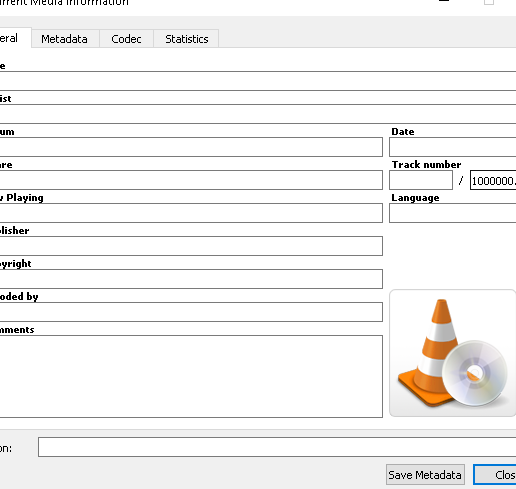 rrent Media Information
eral Metadata Codec Statistics
e
ist
um Date
re Track number
/ 1000000.
v Playing Language
lisher
yright
oded by
mments
on:
Save Metadata Clos